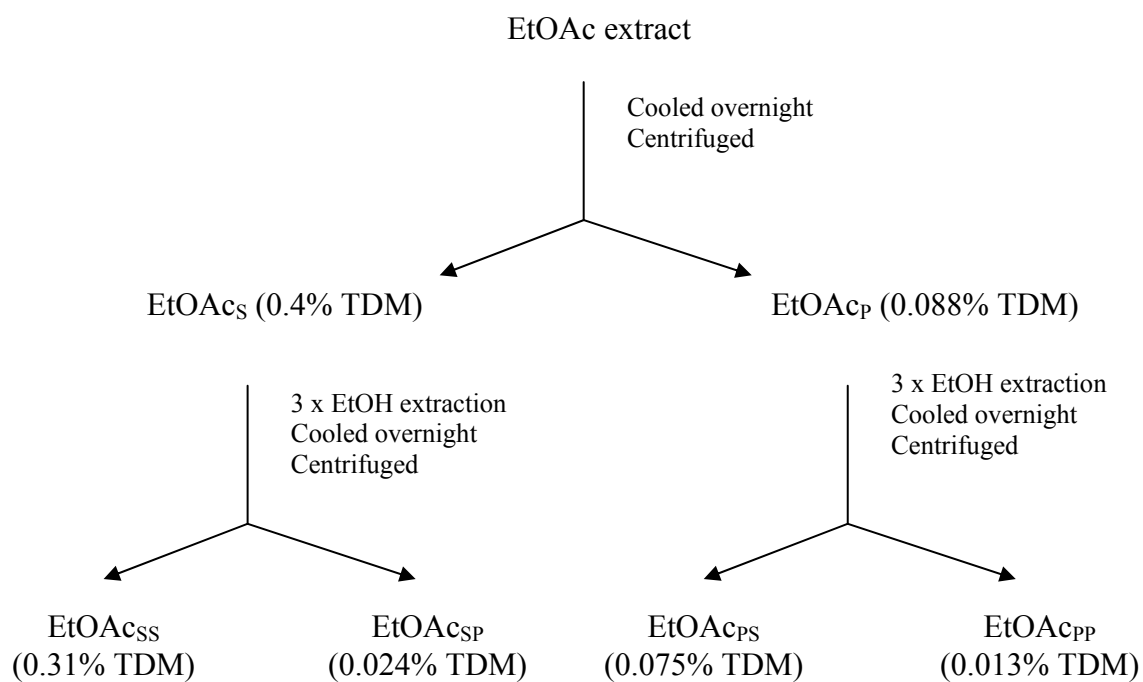 EtOAc extract
Cooled overnight
Centrifuged
EtOAcS (0.4% TDM)
EtOAcP (0.088% TDM)
3 x EtOH extraction
Cooled overnight
Centrifuged
3 x EtOH extraction
Cooled overnight
Centrifuged
EtOAcSS
(0.31% TDM)
EtOAcSP
(0.024% TDM)
EtOAcPS
(0.075% TDM)
EtOAcPP
(0.013% TDM)